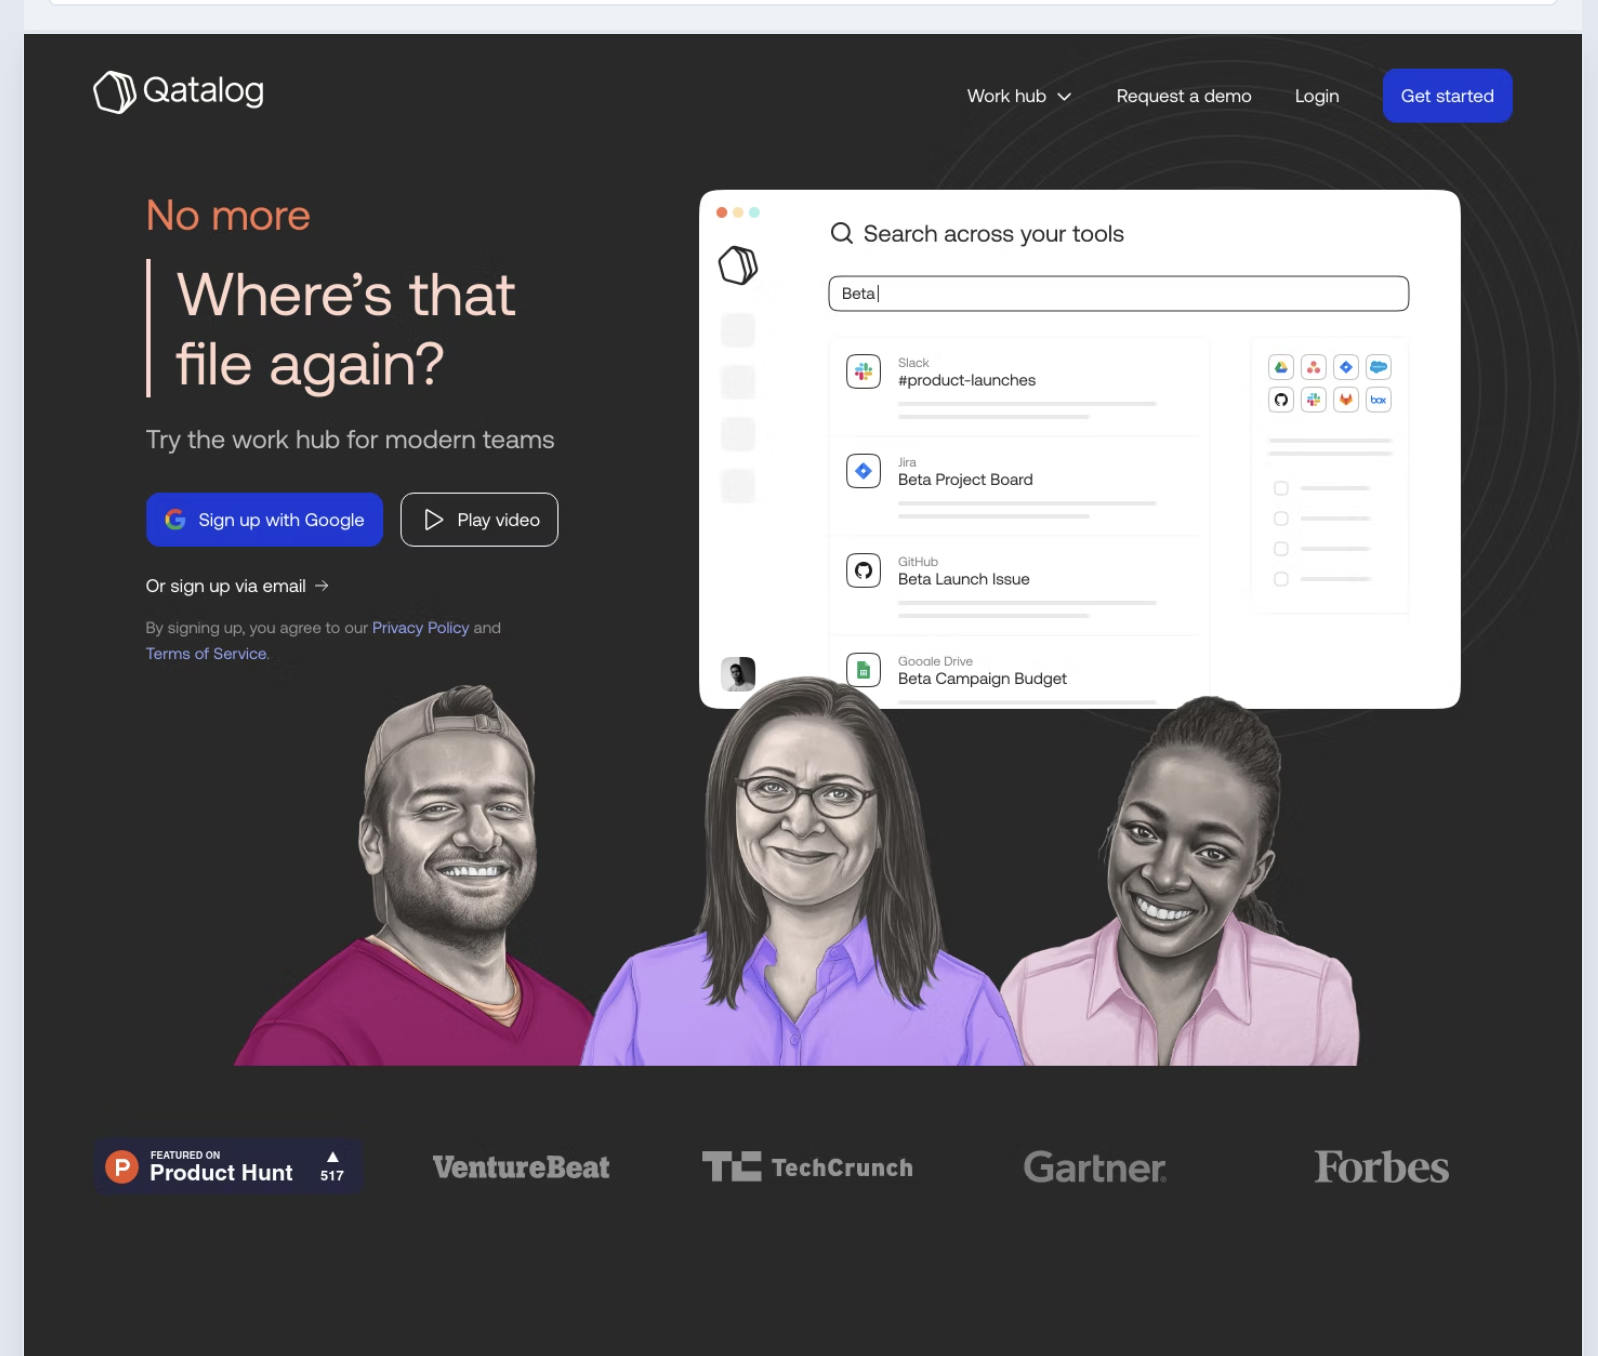 Qatalog
Work hub
Request a demo
Login
Get started
No more
Where’s that
file again?
Try the work hub for modern teams
Sign up with Google
Play video
Or sign up via email →
By signing up, you agree to our Privacy Policy and
Terms of Service.
Search across your tools
Beta
Slack
#product-launches
Jira
Beta Project Board
GitHub
Beta Launch Issue
Google Drive
Beta Campaign Budget
box
FEATURED ON
Product Hunt
517
VentureBeat
TC TechCrunch
Gartner
Forbes